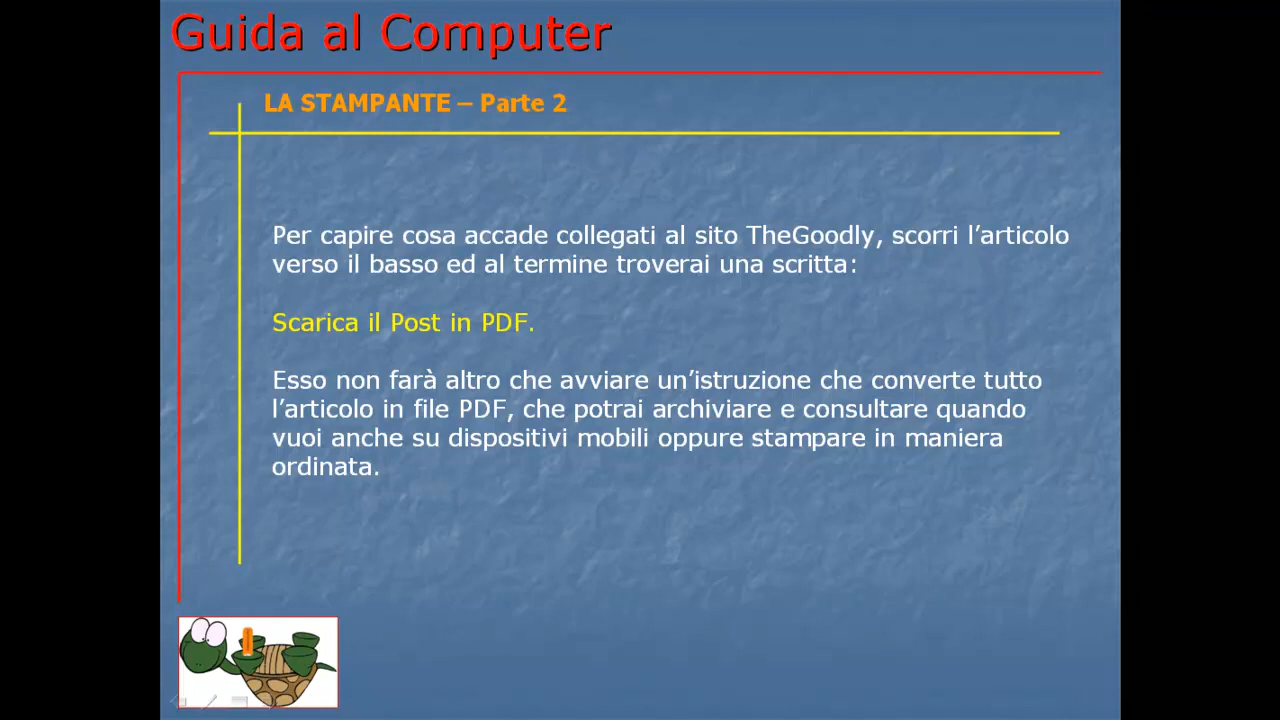 Guida al Computer
LA STAMPANTE – Parte 2
Per capire cosa accade collegati al sito TheGoodly, scorri l’articolo
verso il basso ed al termine troverai una scritta:
Scarica il Post in PDF.
Esso non farà altro che avviare un’istruzione che converte tutto
l’articolo in file PDF, che potrai archiviare e consultare quando
vuoi anche su dispositivi mobili oppure stampare in maniera
ordinata.